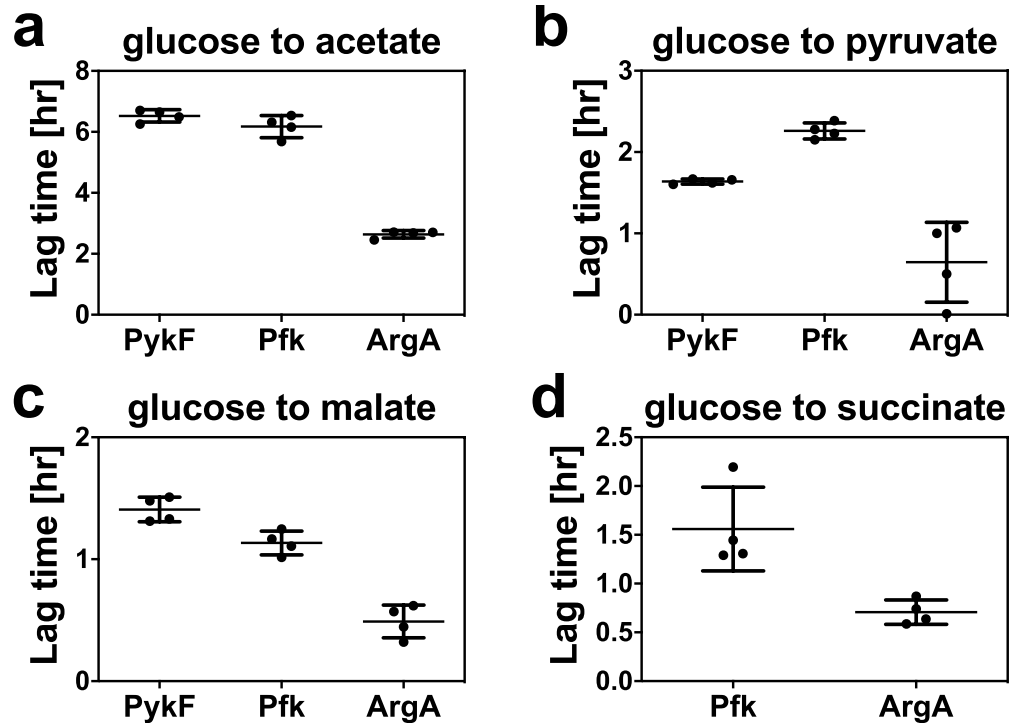 a
glucose to acetate
Lag time [hr]
8
6
4
2
0
PykF Pfk ArgA
b
glucose to pyruvate
Lag time [hr]
3
2
1
0
PykF Pfk ArgA
c
glucose to malate
Lag time [hr]
2
1
0
PykF Pfk ArgA
d
glucose to succinate
Lag time [hr]
2.5
2.0
1.5
1.0
0.5
0.0
Pfk ArgA